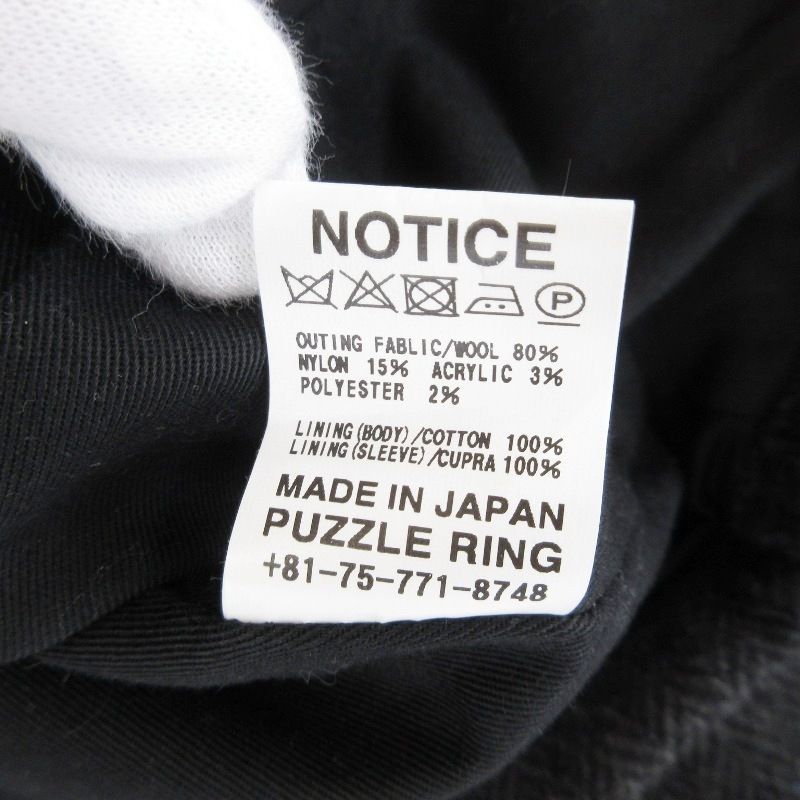 NOTICE
P
OUTING FABLIC/WOOL 80%
NYLON 15% ACRYLIC 3%
POLYESTER 2%
LINING(BODY)/COTTON 100%
LINING(SLEEVE)/CUPRA 100%
MADE IN JAPAN
PUZZLE RING
+81-75-771-8748